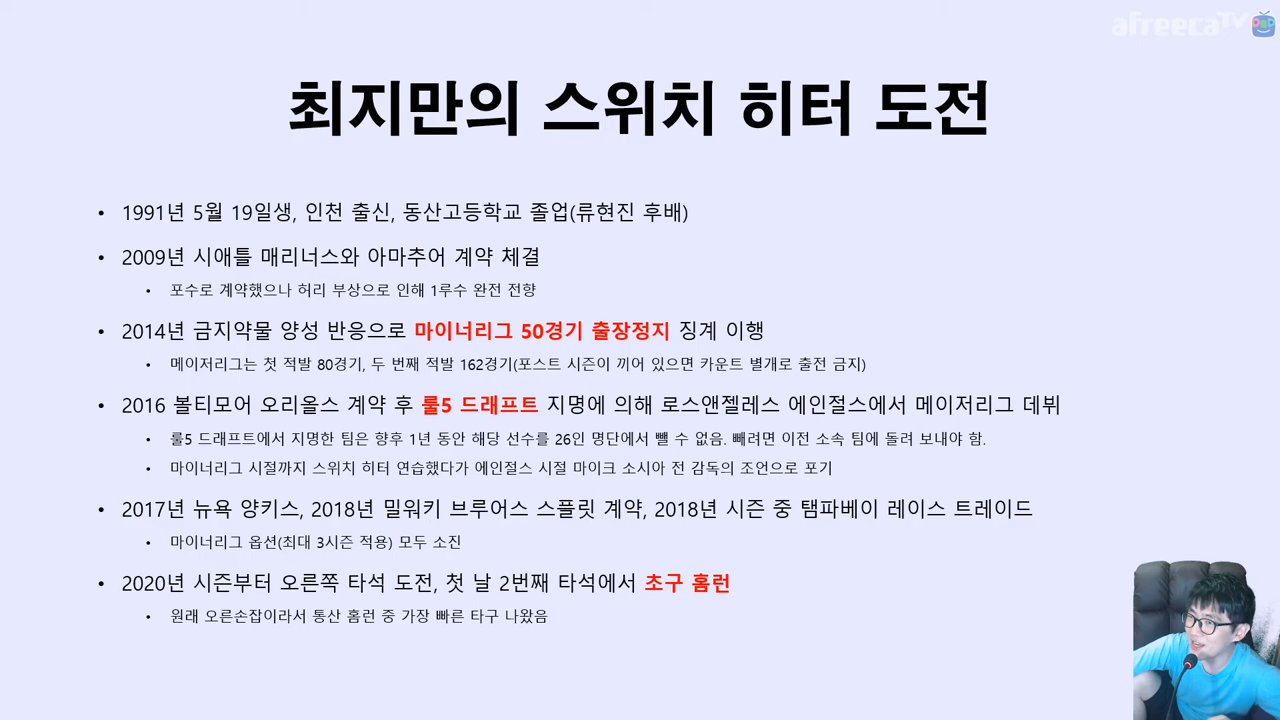 afreecaTV
최지만의 스위치 히터 도전
• 1991년 5월 19일생, 인천 출신, 동산고등학교 졸업(류현진 후배)
• 2009년 시애틀 매리너스와 아마추어 계약 체결
• 포수로 계약했으나 허리 부상으로 인해 1루수 완전 전향
• 2014년 금지약물 양성 반응으로 마이너리그 50경기 출장정지 징계 이행
• 메이저리그는 첫 적발 80경기, 두 번째 적발 162경기(포스트 시즌이 끼어 있으면 카운트 별개로 출전 금지)
• 2016 볼티모어 오리올스 계약 후 룰5 드래프트 지명에 의해 로스앤젤레스 에인절스에서 메이저리그 데뷔
• 룰5 드래프트에서 지명한 팀은 향후 1년 동안 해당 선수를 26인 명단에서 뺄 수 없음. 빼려면 이전 소속 팀에 돌려 보내야 함.
• 마이너리그 시절까지 스위치 히터 연습했다가 에인절스 시절 마이크 소시아 전 감독의 조언으로 포기
• 2017년 뉴욕 양키스, 2018년 밀워키 브루어스 스플릿 계약, 2018년 시즌 중 탬파베이 레이스 트레이드
• 마이너리그 옵션(최대 3시즌 적용) 모두 소진
• 2020년 시즌부터 오른쪽 타석 도전, 첫 날 2번째 타석에서 초구 홈런
• 원래 오른손잡이라서 통산 홈런 중 가장 빠른 타구 나왔음